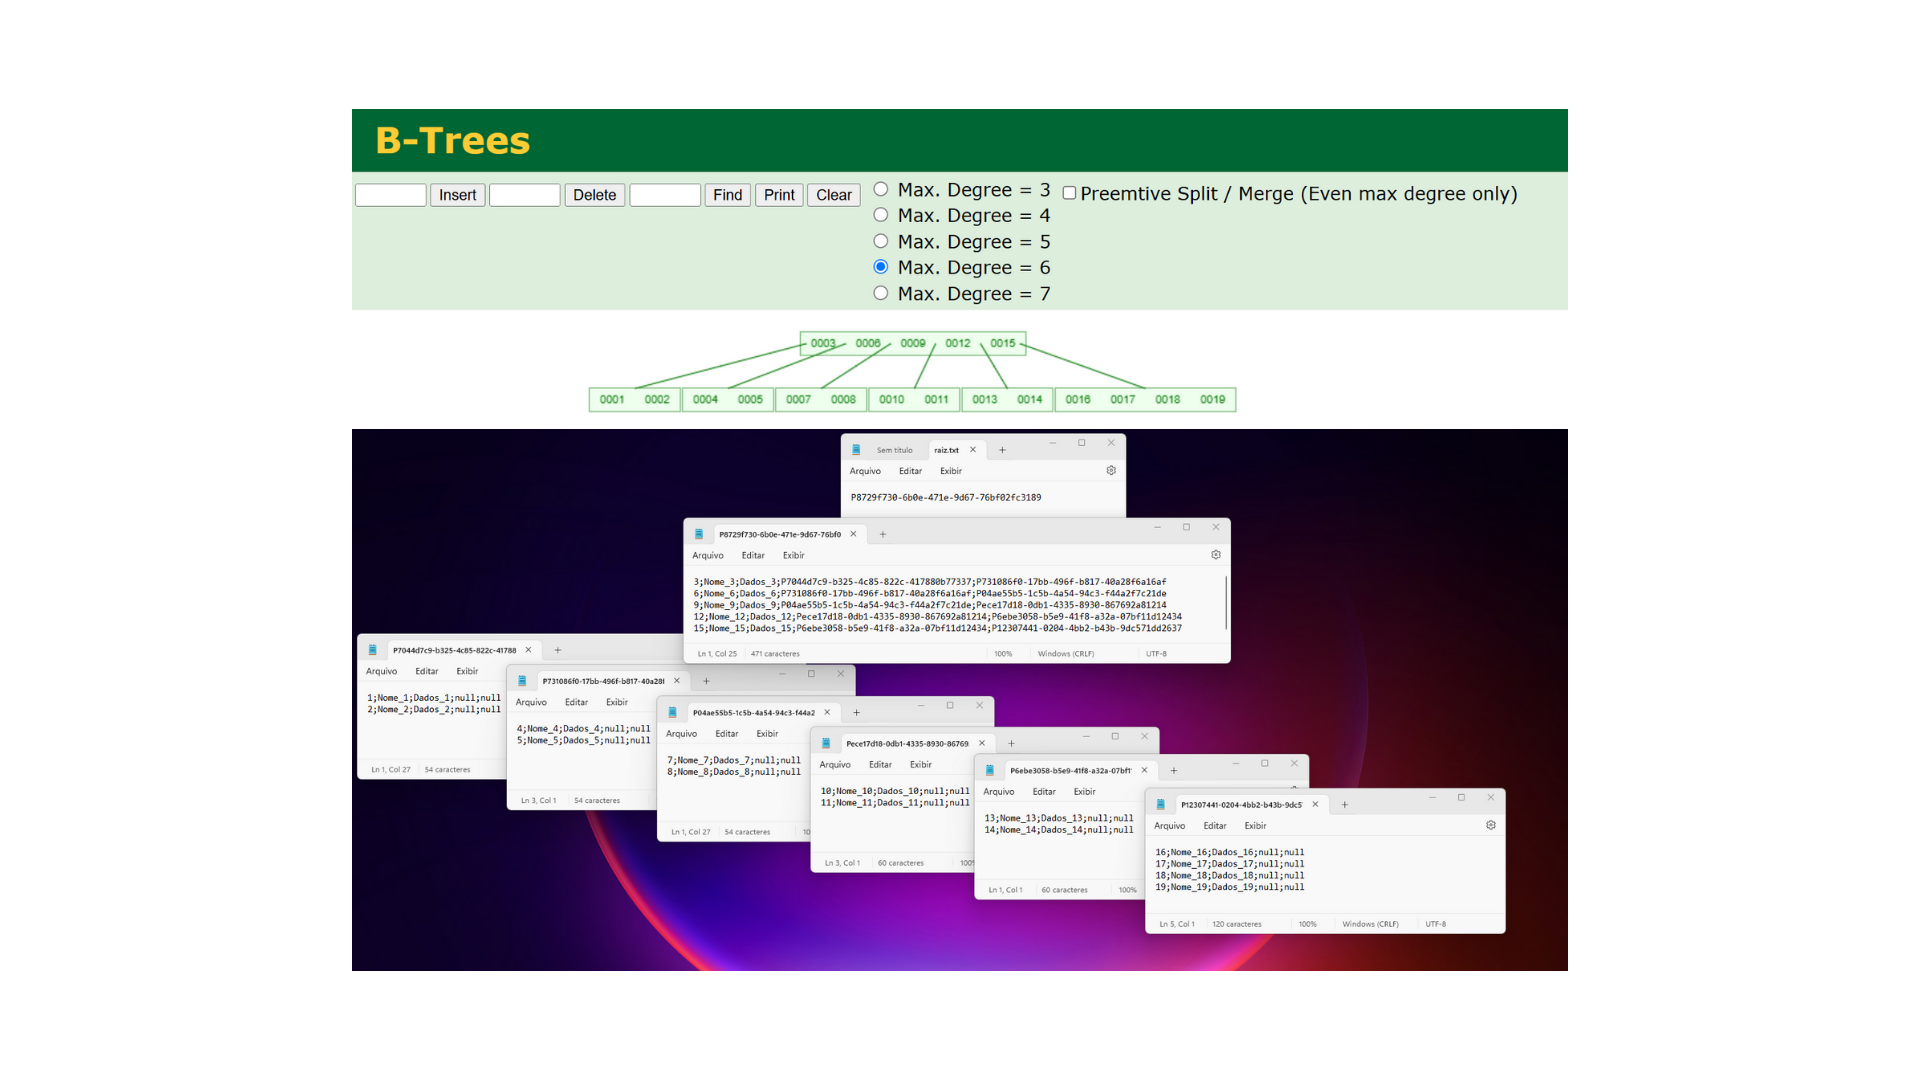 B-Trees
Insert Delete Find Print Clear
Max. Degree = 3
Max. Degree = 4
Max. Degree = 5
Max. Degree = 6
Max. Degree = 7
Preemtive Split / Merge (Even max degree only)
0003 0006 0009 0012 0015
0001 0002 0004 0005 0007 0008 0010 0011 0013 0014 0016 0017 0018 0019
Sem título raiz.txt
Arquivo Editar Exibir
P8729f730-6b0e-471e-9d67-76bf02fc3189
P8729f730-6b0e-471e-9d67-76bf0
Arquivo Editar Exibir
3;Nome_3;Dados_3;P7044d7c9-b325-4c85-822c-417880b77337;P731086f0-17bb-496f-b817-40a28f6a16af
6;Nome_6;Dados_6;P731086f0-17bb-496f-b817-40a28f6a16af;P04ae55b5-1c5b-4a54-94c3-f44a2f7c21de
9;Nome_9;Dados_9;P04ae55b5-1c5b-4a54-94c3-f44a2f7c21de;Pece17d18-0db1-4335-8930-867692a81214
12;Nome_12;Dados_12;Pece17d18-0db1-4335-8930-867692a81214;P6ebe3058-b5e9-41f8-a32a-07bf11d12434
15;Nome_15;Dados_15;P6ebe3058-b5e9-41f8-a32a-07bf11d12434;P12307441-0204-4bb2-b43b-9dc571dd2637
Ln 1, Col 25 471 caracteres 100% Windows (CRLF) UTF-8
P7044d7c9-b325-4c85-822c-41788
Arquivo Editar Exibir
1;Nome_1;Dados_1;null;null
2;Nome_2;Dados_2;null;null
Ln 1, Col 27 54 caracteres
P731086f0-17bb-496f-b817-40a28f
Arquivo Editar Exibir
4;Nome_4;Dados_4;null;null
5;Nome_5;Dados_5;null;null
Ln 3, Col 1 54 caracteres
P04ae55b5-1c5b-4a54-94c3-f44a2
Arquivo Editar Exibir
7;Nome_7;Dados_7;null;null
8;Nome_8;Dados_8;null;null
Ln 1, Col 27 54 caracteres 10
Pece17d18-0db1-4335-8930-86769
Arquivo Editar Exibir
10;Nome_10;Dados_10;null;null
11;Nome_11;Dados_11;null;null
Ln 3, Col 1 60 caracteres 100%
P6ebe3058-b5e9-41f8-a32a-07bf1
Arquivo Editar Exibir
13;Nome_13;Dados_13;null;null
14;Nome_14;Dados_14;null;null
Ln 1, Col 1 60 caracteres 100%
P12307441-0204-4bb2-b43b-9dc5
Arquivo Editar Exibir
16;Nome_16;Dados_16;null;null
17;Nome_17;Dados_17;null;null
18;Nome_18;Dados_18;null;null
19;Nome_19;Dados_19;null;null
Ln 5, Col 1 120 caracteres 100% Windows (CRLF) UTF-8